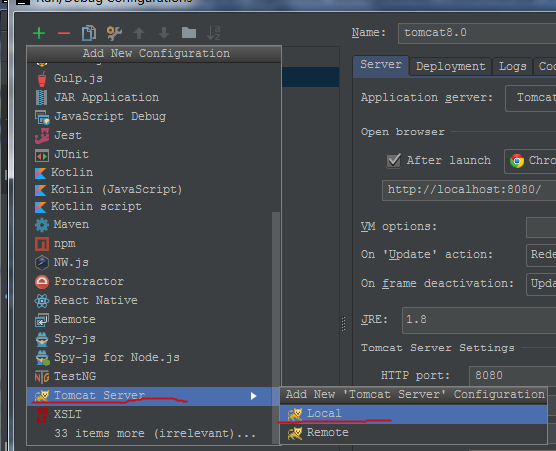 Run/Debug Configurations
Name: tomcat8.0
Add New Configuration
Gulp.js
JAR Application
JavaScript Debug
Jest
JUnit
Kotlin
Kotlin (JavaScript)
Kotlin script
Maven
npm
NW.js
Protractor
React Native
Remote
Spy-js
Spy-js for Node.js
TestNG
Tomcat Server
XSLT
33 items more (irrelevant)...
Server
Deployment
Logs
Application server: Tomcat
Open browser
After launch
http://localhost:8080/
VM options:
On 'Update' action:
On frame deactivation:
JRE: 1.8
Tomcat Server Settings
HTTP port: 8080
Add New 'Tomcat Server' Configuration
Local
Remote